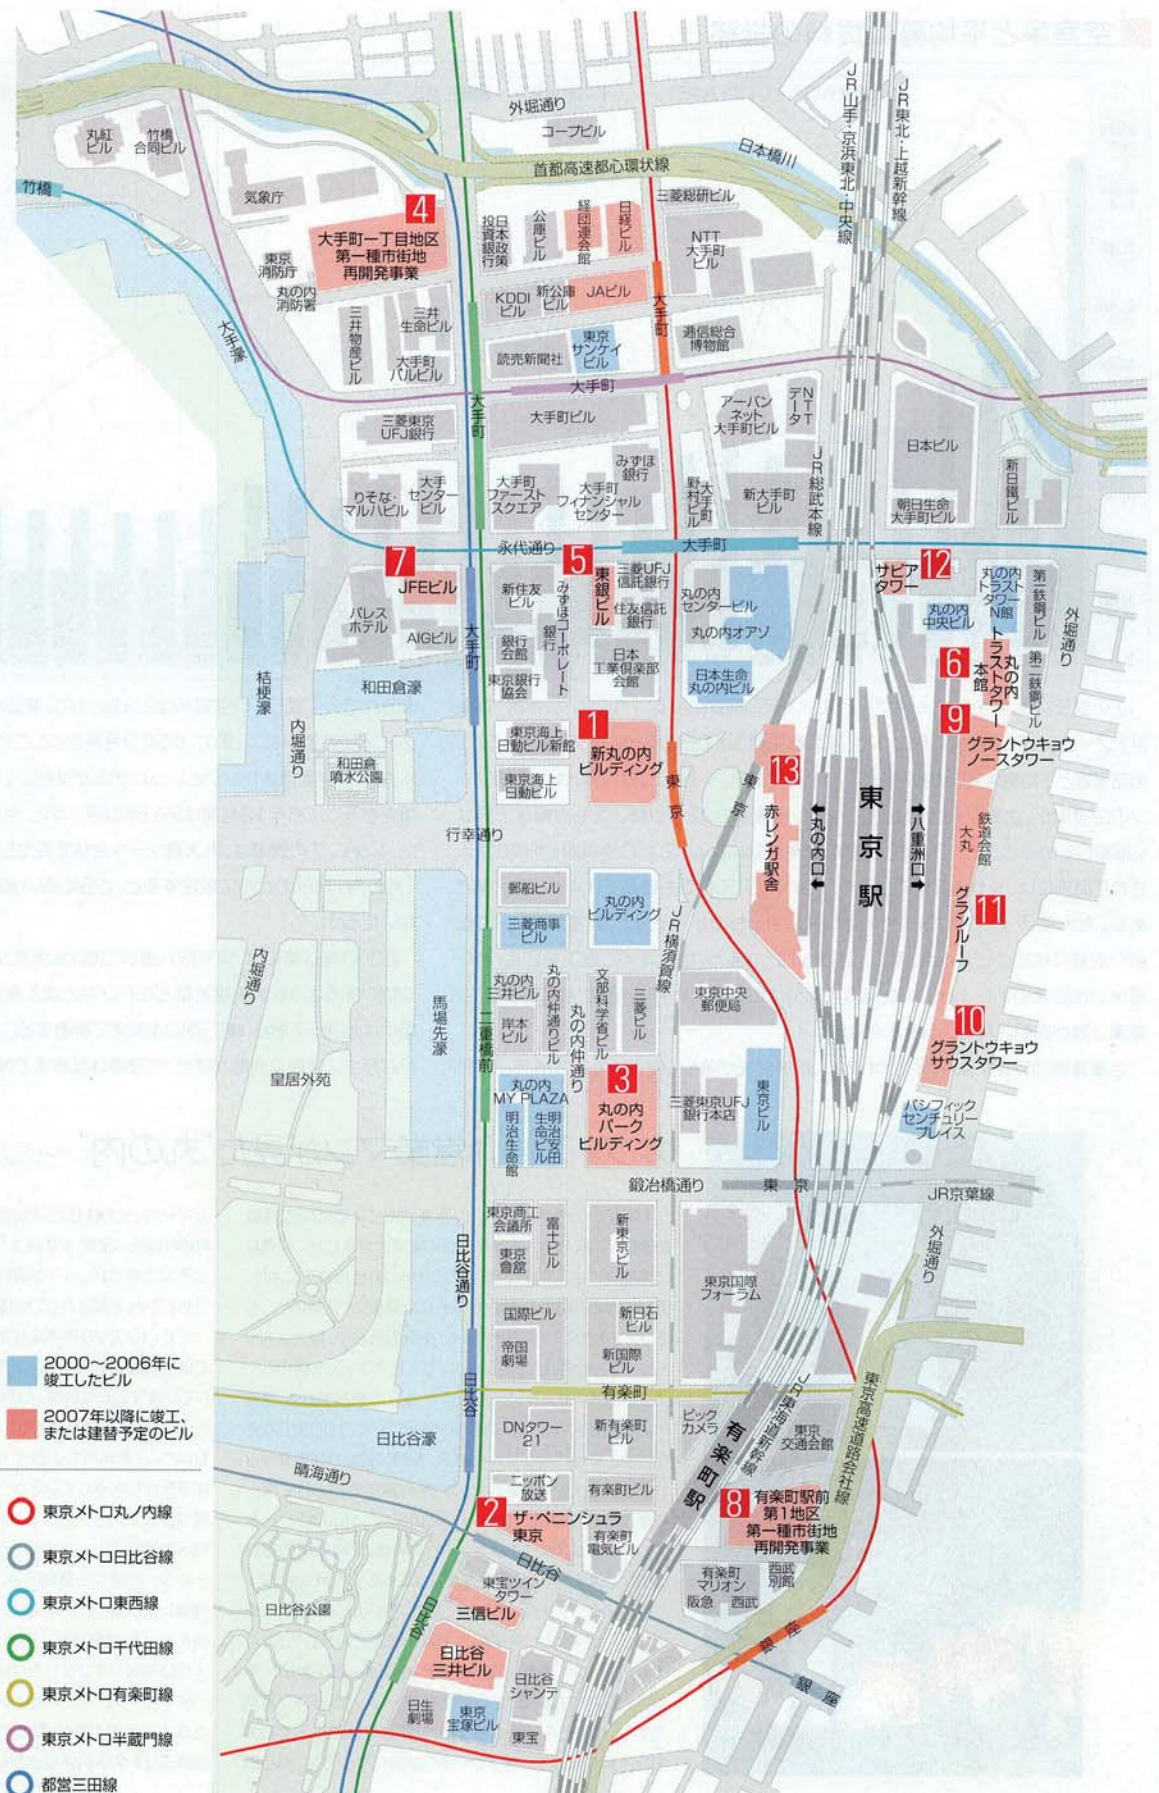 外堀通り
コープビル
丸紅
ビル
竹橋
合同ビル
首都高速都心環状線
日本橋川
JR山手・京浜東北・中央線
JR東北・上越新幹線
竹橋
気象庁
4
大手町一丁目地区
第一種市街地
再開発事業
東京
消防庁
丸の内
消防署
日本政策
投資銀行
公庫ビル
経団連会館
日経ビル
三菱総研ビル
NTT
大手町
ビル
KDDI
ビル
新公庫
ビル
JAビル
大手町
三井物産ビル
三井
生命ビル
大手町
パルビル
大手濠
読売新聞社
東京
サンケイ
ビル
逓信総合
博物館
大手町
大手町
三菱東京
UFJ銀行
大手町ビル
アーバン
ネット
大手町ビル
NTT
データ
日本ビル
みずほ
銀行
りそな・
マルハビル
大手
センター
ビル
大手町
ファースト
スクエア
大手町
フィナンシャル
センター
大手町
野村ビル
新大手町
ビル
JR総武本線
朝日生命
大手町ビル
新日鐵ビル
永代通り
大手町
7
JFEビル
パレス
ホテル
AIGビル
大手町
新住友
ビル
みずほコーポレート
銀行
銀行
会館
東京銀行
協会
5
東銀ビル
三菱UFJ
信託銀行
住友信託
銀行
日本
工業倶楽部
会館
丸の内
センタービル
丸の内オアゾ
日本生命
丸の内ビル
サピア
タワー
12
丸の内
中央ビル
丸の内
トラスト
タワー
N館
第一鉄鋼ビル
外堀通り
6
丸の内
トラストタワー
本館
第二鉄鋼ビル
和田倉濠
桔梗濠
内堀通り
和田倉
噴水公園
東京海上
日動ビル新館
東京海上
日動ビル
1
新丸の内
ビルディング
東京
東京
13
赤レンガ駅舎
丸の内口
東京駅
八重洲口
9
グラントウキョウ
ノースタワー
鉄道会館
大丸
11
グランルーフ
行幸通り
郵船ビル
三菱商事
ビル
丸の内
ビルディング
JR横須賀線
内堀通り
馬場先濠
二重橋前
丸の内
三井ビル
岸本
ビル
丸の内仲通りビル
丸の内仲通り
文部科学省ビル
三菱ビル
東京中央
郵便局
10
グラントウキョウ
サウスタワー
皇居外苑
丸の内
MY PLAZA
明治生命館
明治安田
生命ビル
3
丸の内
パーク
ビルディング
三菱東京UFJ
銀行本店
東京ビル
パシフィック
センチュリー
プレイス
鍛冶橋通り
東京
JR京葉線
外堀通り
日比谷通り
東京商工
会議所
東京
會舘
富士ビル
新東京ビル
東京国際
フォーラム
国際ビル
新日石
ビル
帝国
劇場
新国際
ビル
2000〜2006年に
竣工したビル
2007年以降に竣工、
または建替予定のビル
日比谷
有楽町
日比谷濠
DNタワー
21
新有楽町
ビル
ビック
カメラ
有楽町駅
JR東海道新幹線
東京
交通会館
東京高速道路会社線
晴海通り
ニッポン
放送
有楽町ビル
2
ザ・ペニンシュラ
東京
有楽町
電気ビル
8
有楽町駅前
第1地区
第一種市街地
再開発事業
日比谷
東宝ツイン
タワー
三信ビル
有楽町
マリオン
阪急
西武
西武
別館
日比谷公園
日比谷
日比谷
三井ビル
日比谷
シャンテ
銀座
銀座
日生
劇場
東京
宝塚ビル
東宝
東京メトロ丸ノ内線
東京メトロ日比谷線
東京メトロ東西線
東京メトロ千代田線
東京メトロ有楽町線
東京メトロ半蔵門線
都営三田線